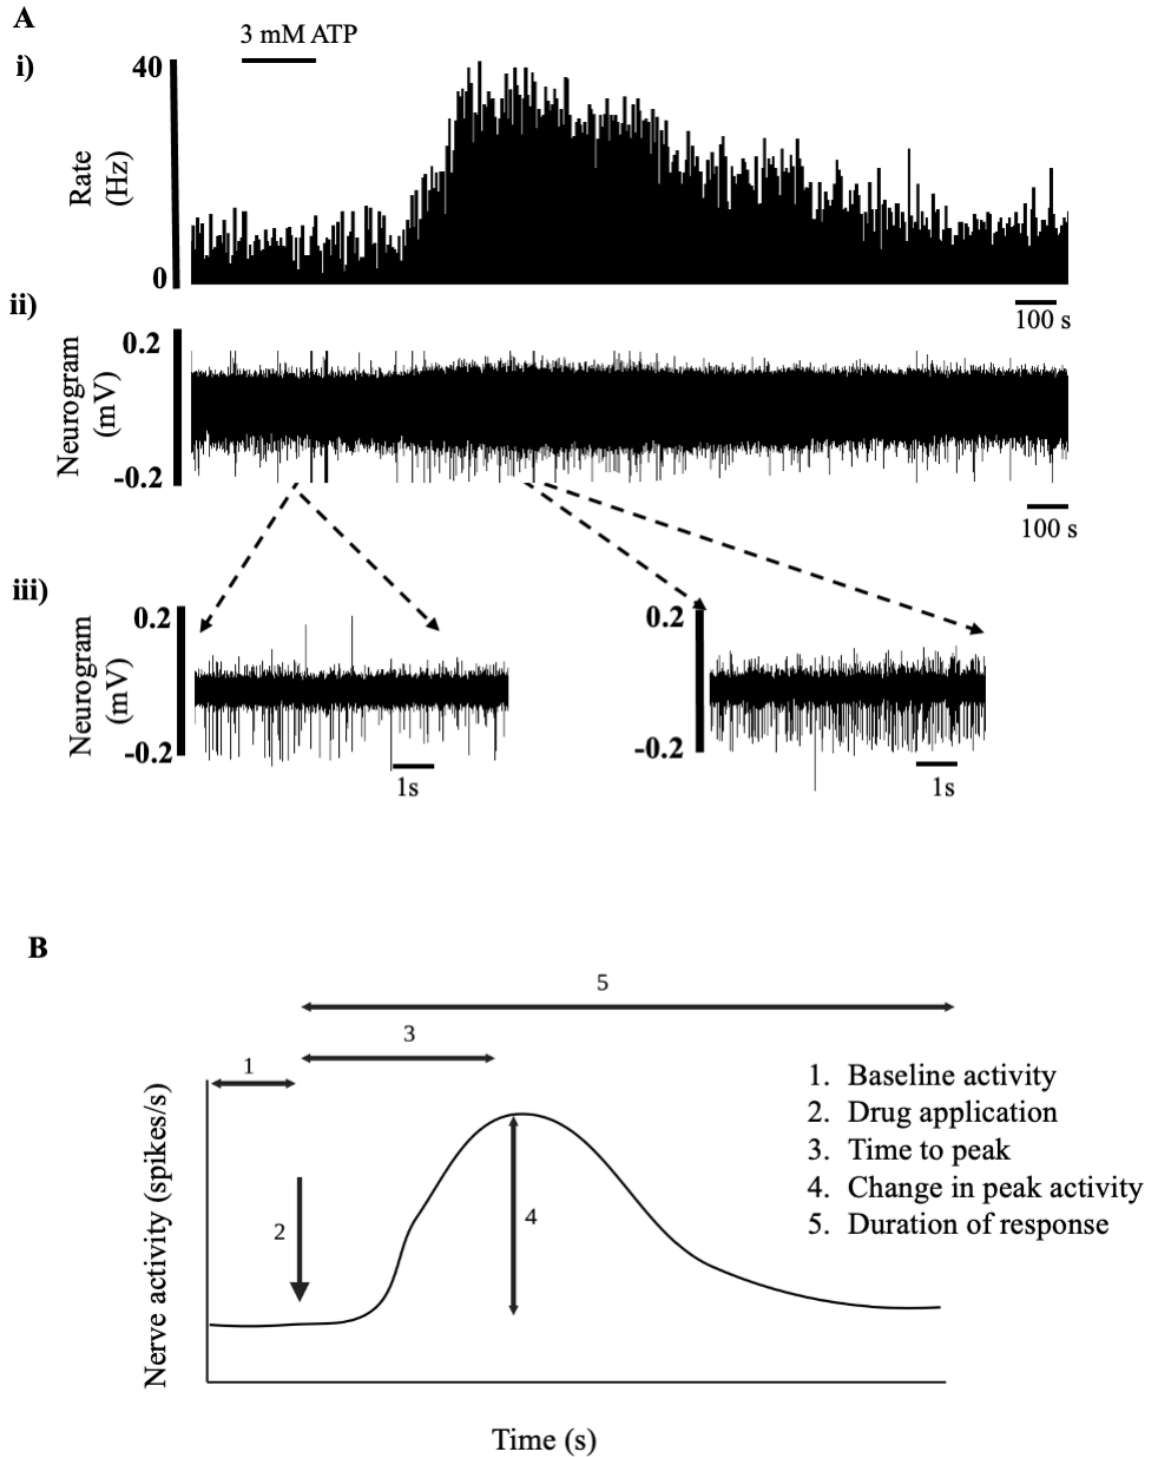 A
3 mM ATP
i)
40
Rate
(Hz)
0
100 s
ii)
0.2
Neurogram
(mV)
-0.2
100 s
iii)
0.2
Neurogram
(mV)
-0.2
1s
0.2
-0.2
1s
B
5
3
1
2
4
1. Baseline activity
2. Drug application
3. Time to peak
4. Change in peak activity
5. Duration of response
Nerve activity (spikes/s)
Time (s)